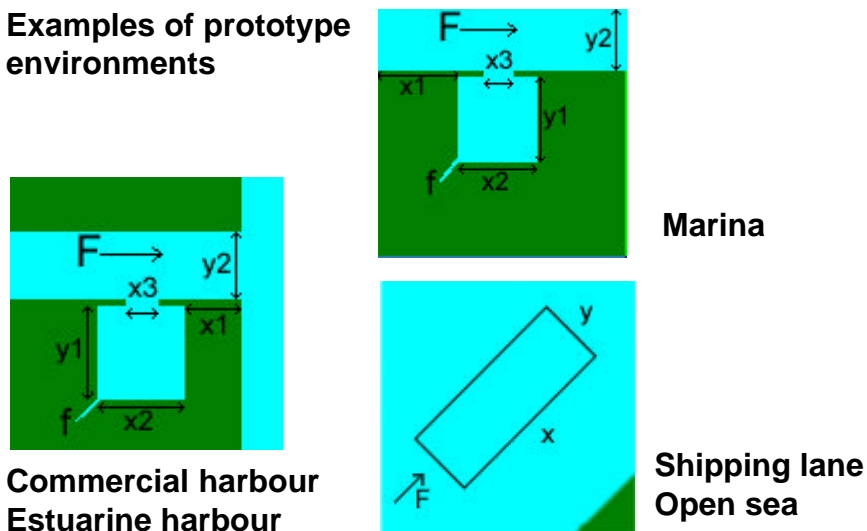 Examples of prototype
environments
F
y2
x3
x1
y1
f
x2
Marina
F
y2
x3
x1
y1
f
x2
Commercial harbour
Estuarine harbour
y
x
F
Shipping lane
Open sea